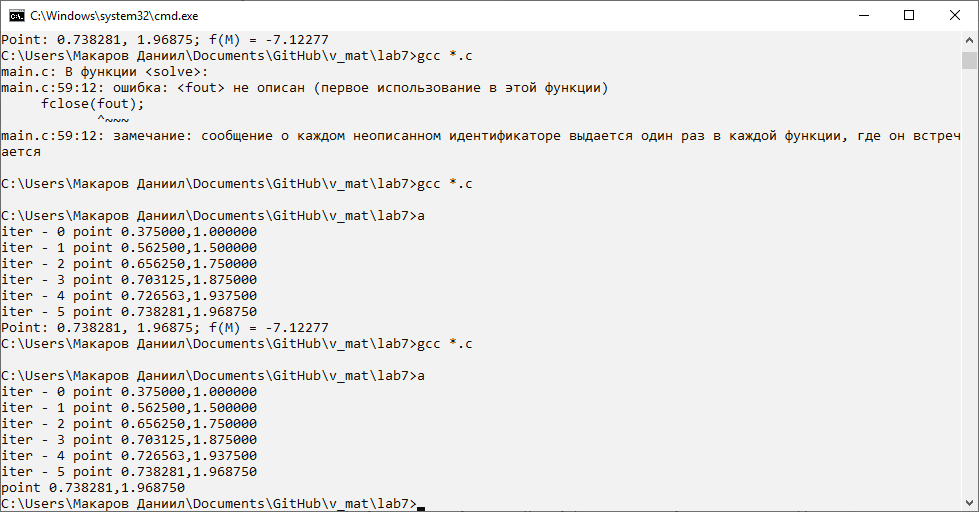 C:\Windows\system32\cmd.exe
Point: 0.738281, 1.96875; f(M) = -7.12277
C:\Users\Макаров Даниил\Documents\GitHub\v_mat\lab7>gcc *.c
main.c: В функции <solve>:
main.c:59:12: ошибка: <fout> не описан (первое использование в этой функции)
     fclose(fout);
            ^~~~
main.c:59:12: замечание: сообщение о каждом неописанном идентификаторе выдается один раз в каждой функции, где он встреч
ается
C:\Users\Макаров Даниил\Documents\GitHub\v_mat\lab7>gcc *.c
C:\Users\Макаров Даниил\Documents\GitHub\v_mat\lab7>a
iter - 0 point 0.375000,1.000000
iter - 1 point 0.562500,1.500000
iter - 2 point 0.656250,1.750000
iter - 3 point 0.703125,1.875000
iter - 4 point 0.726563,1.937500
iter - 5 point 0.738281,1.968750
Point: 0.738281, 1.96875; f(M) = -7.12277
C:\Users\Макаров Даниил\Documents\GitHub\v_mat\lab7>gcc *.c
C:\Users\Макаров Даниил\Documents\GitHub\v_mat\lab7>a
iter - 0 point 0.375000,1.000000
iter - 1 point 0.562500,1.500000
iter - 2 point 0.656250,1.750000
iter - 3 point 0.703125,1.875000
iter - 4 point 0.726563,1.937500
iter - 5 point 0.738281,1.968750
point 0.738281,1.968750
C:\Users\Макаров Даниил\Documents\GitHub\v_mat\lab7>